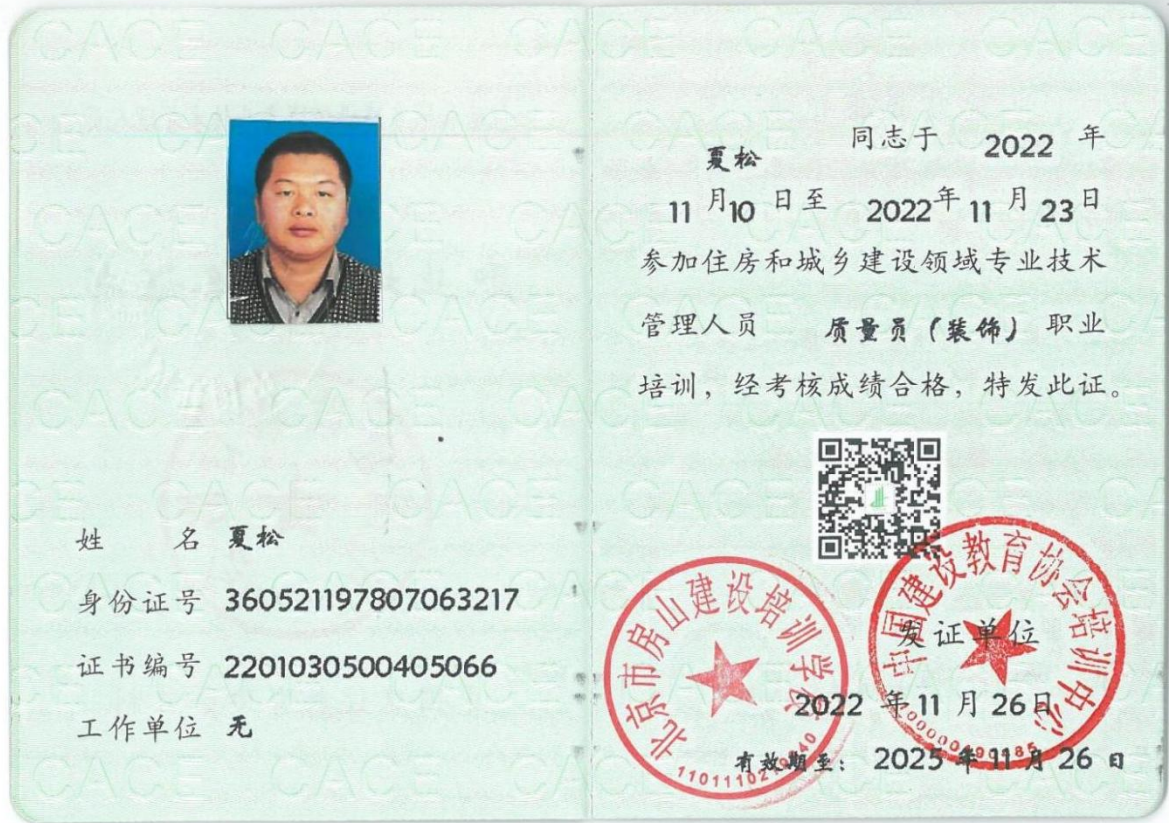 姓 名 夏松
身份证号 360521197807063217
证书编号 2201030500405066
工作单位 无
夏松 同志于 2022 年
11 月 10 日至 2022 年 11 月 23 日
参加住房和城乡建设领域专业技术
管理人员 质量员（装饰） 职业
培训，经考核成绩合格，特发此证。
北京市房山建设培训学校
中国建设教育协会培训中心
发证单位
2022 年 11 月 26 日
有效期至： 2025 年 11 月 26 日
CACE